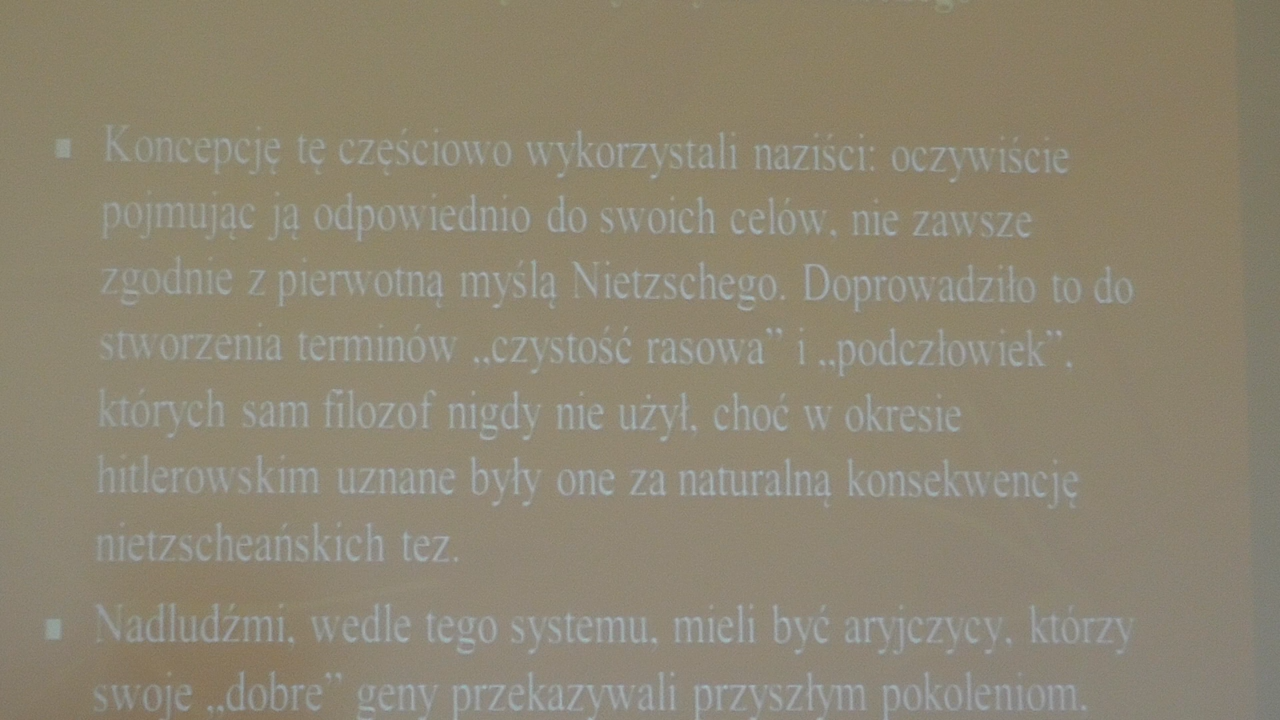 Koncepcję tę częściowo wykorzystali naziści: oczywiście
pojmując ją odpowiednio do swoich celów, nie zawsze
zgodnie z pierwotną myślą Nietzschego. Doprowadziło to do
stworzenia terminów „czystość rasowa” i „podczłowiek”,
których sam filozof nigdy nie użył, choć w okresie
hitlerowskim uznane były one za naturalną konsekwencję
nietzscheańskich tez.
Nadludźmi, wedle tego systemu, mieli być aryjczycy, którzy
swoje „dobre” geny przekazywali przyszłym pokoleniom.